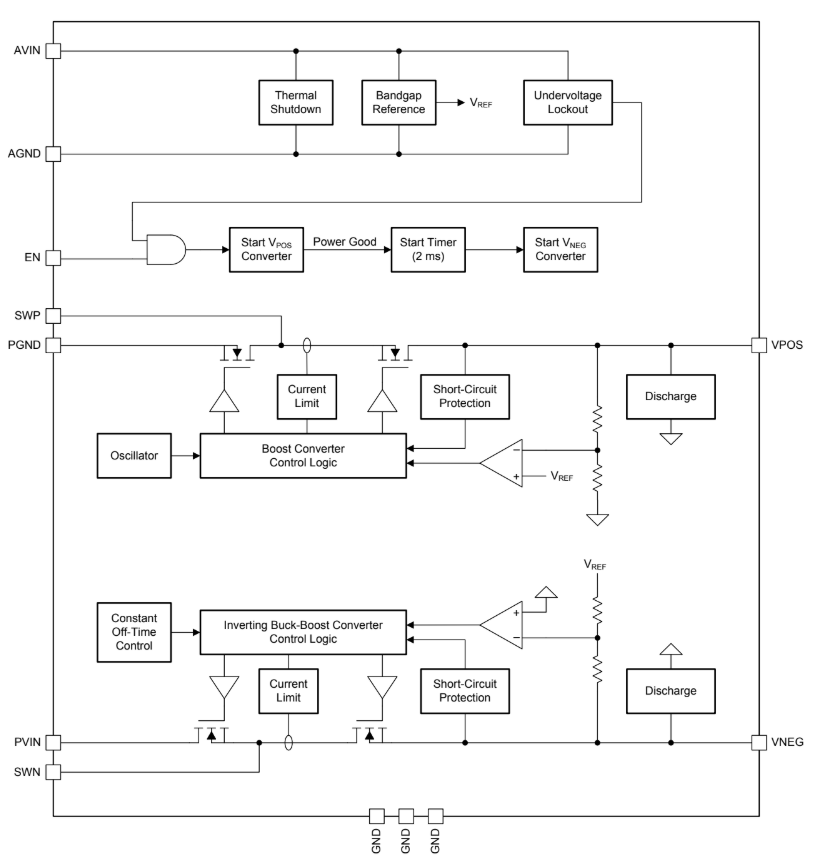 AVIN
Thermal
Shutdown
Bandgap
Reference
VREF
Undervoltage
Lockout
AGND
EN
Start VPOS
Converter
Power Good
Start Timer
(2 ms)
Start VNEG
Converter
SWP
PGND
VPOS
Current
Limit
Short-Circuit
Protection
Discharge
Oscillator
Boost Converter
Control Logic
−
+
VREF
VREF
Constant
Off-Time
Control
Inverting Buck-Boost Converter
Control Logic
+
−
Current
Limit
Short-Circuit
Protection
Discharge
PVIN
VNEG
SWN
GND
GND
GND